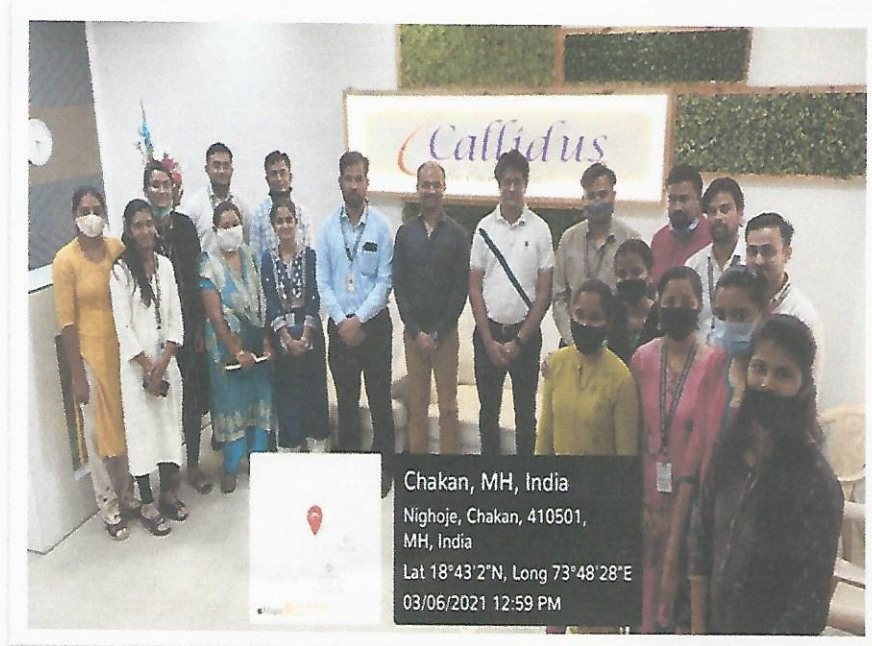 Callidus
Chakan, MH, India
Nighoje, Chakan, 410501,
MH, India
Lat 18°43'2"N, Long 73°48'28"E
03/06/2021 12:59 PM
Maps